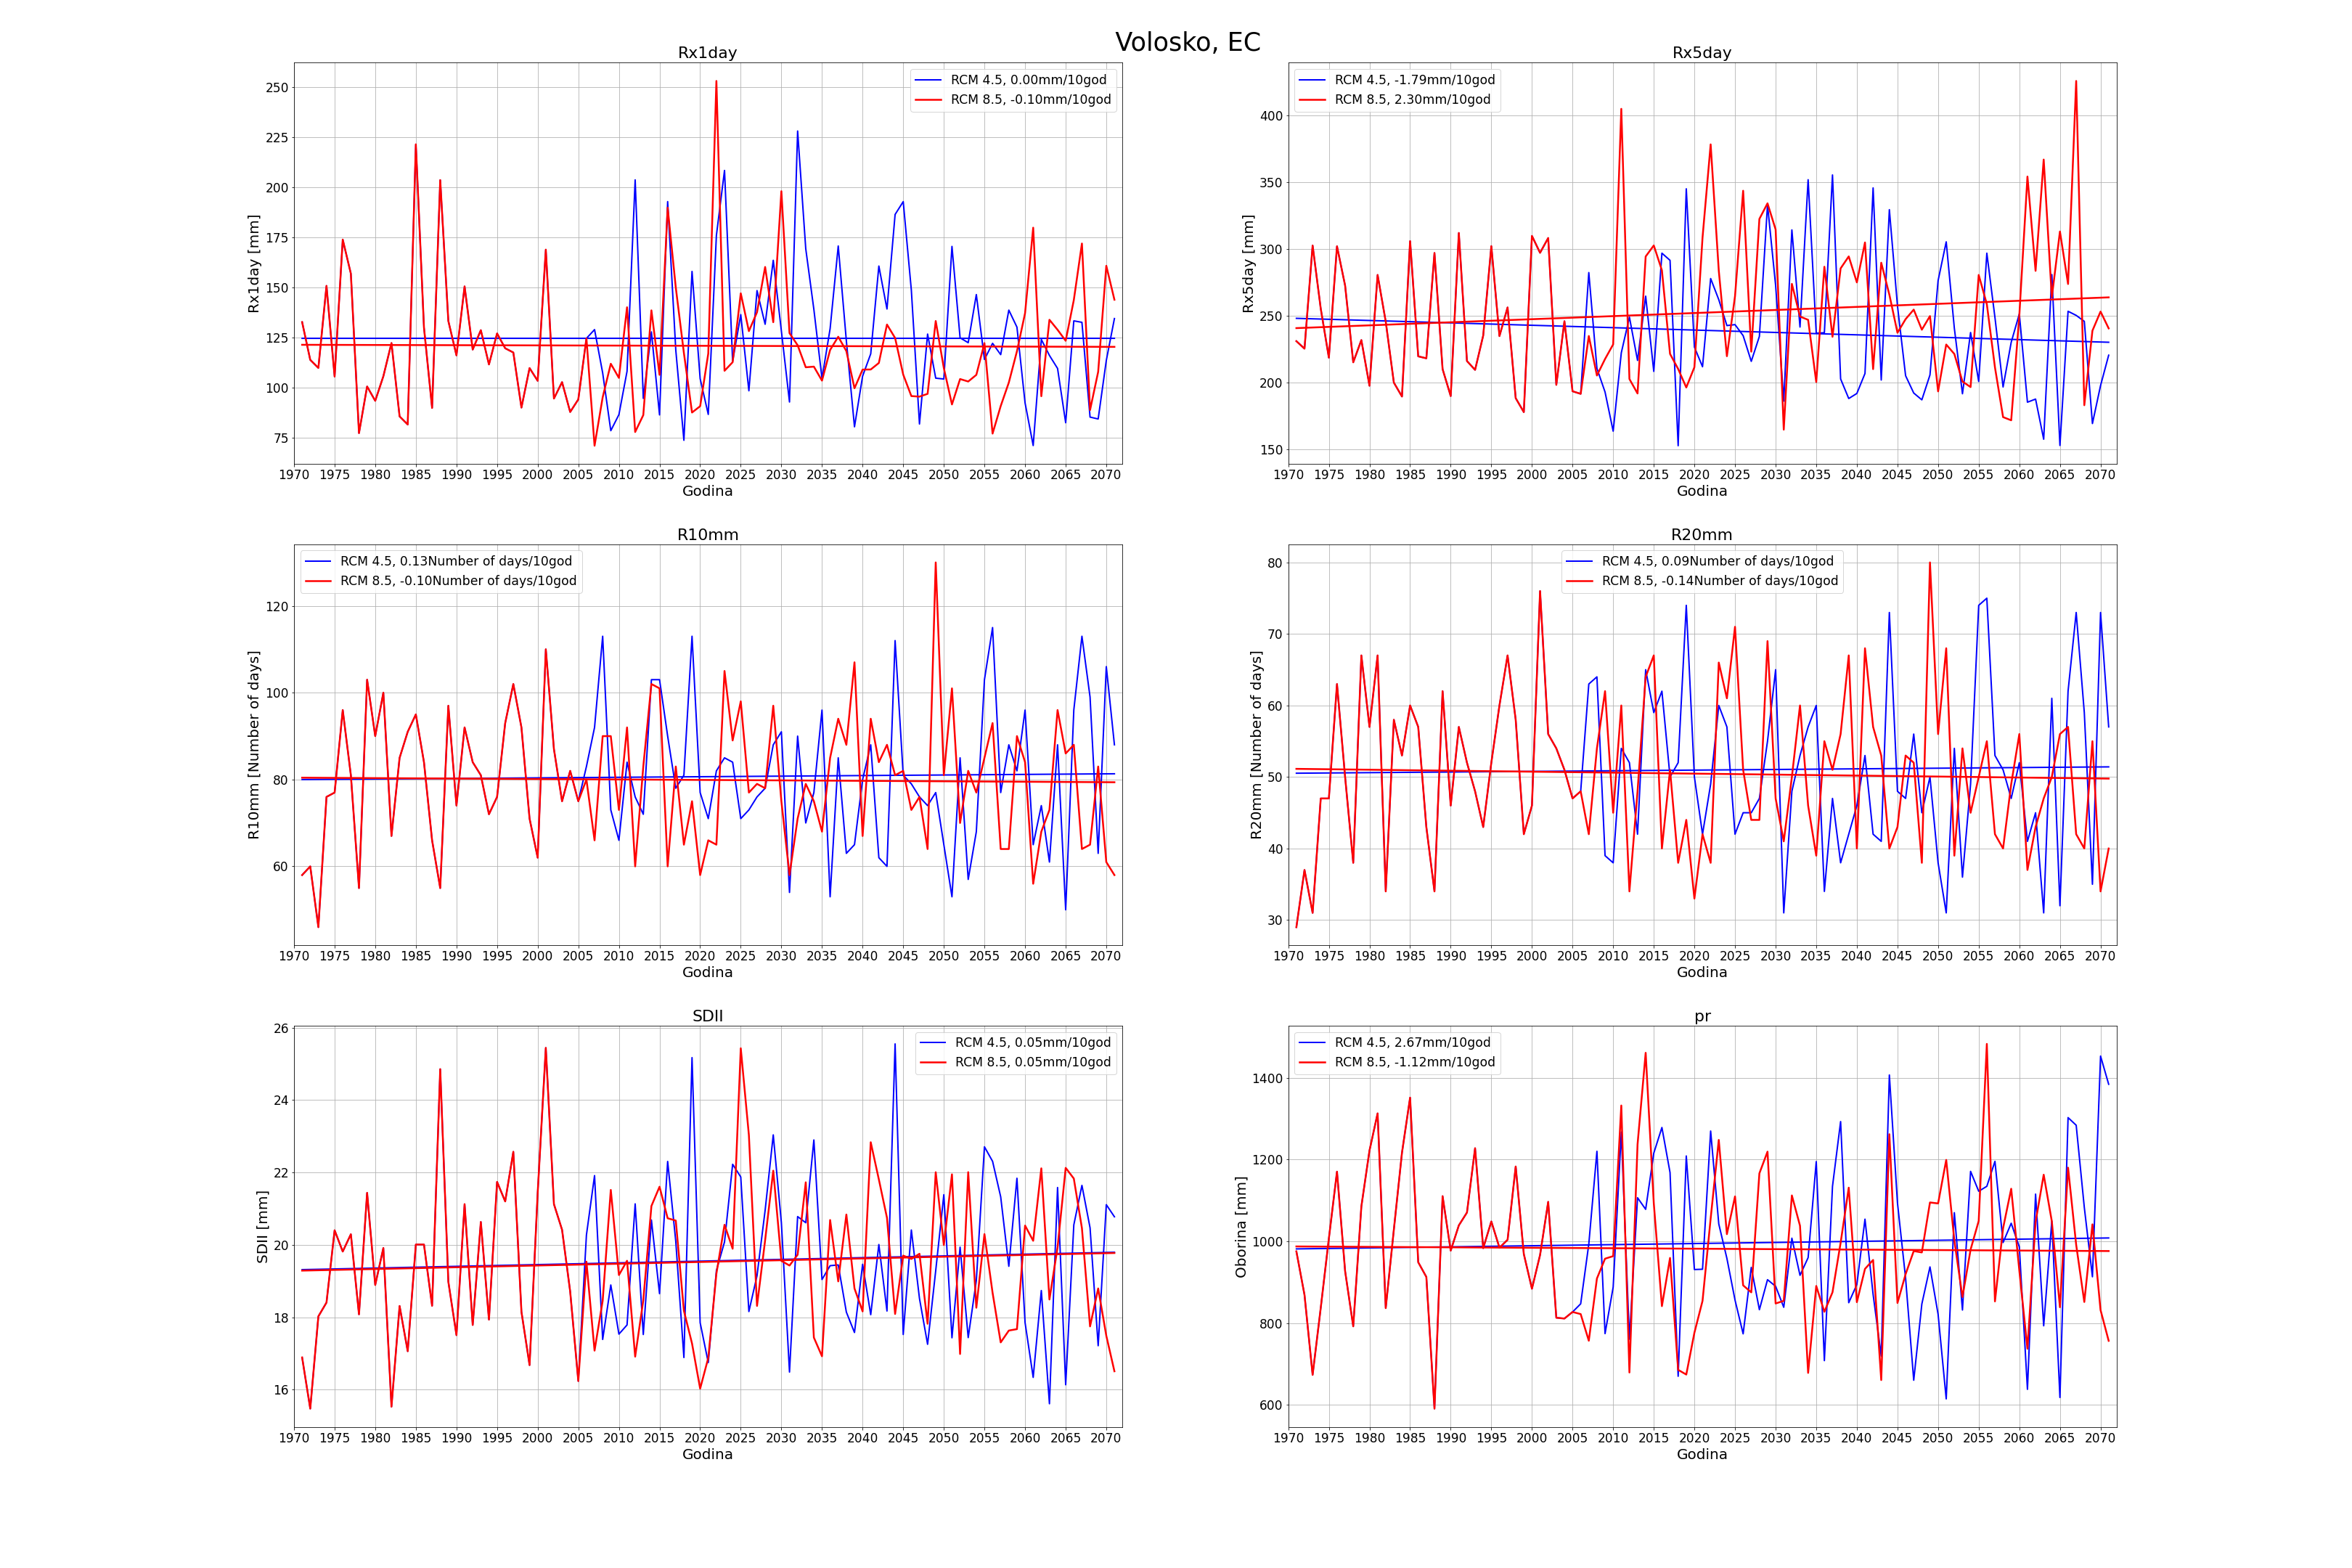 Volosko, EC
Rx1day
RCM 4.5, 0.00mm/10god
RCM 8.5, -0.10mm/10god
Rx1day [mm]
250
225
200
175
150
125
100
75
1970 1975 1980 1985 1990 1995 2000 2005 2010 2015 2020 2025 2030 2035 2040 2045 2050 2055 2060 2065 2070
Godina
Rx5day
RCM 4.5, -1.79mm/10god
RCM 8.5, 2.30mm/10god
Rx5day [mm]
400
350
300
250
200
150
1970 1975 1980 1985 1990 1995 2000 2005 2010 2015 2020 2025 2030 2035 2040 2045 2050 2055 2060 2065 2070
Godina
R10mm
RCM 4.5, 0.13Number of days/10god
RCM 8.5, -0.10Number of days/10god
R10mm [Number of days]
120
100
80
60
1970 1975 1980 1985 1990 1995 2000 2005 2010 2015 2020 2025 2030 2035 2040 2045 2050 2055 2060 2065 2070
Godina
R20mm
RCM 4.5, 0.09Number of days/10god
RCM 8.5, -0.14Number of days/10god
R20mm [Number of days]
80
70
60
50
40
30
1970 1975 1980 1985 1990 1995 2000 2005 2010 2015 2020 2025 2030 2035 2040 2045 2050 2055 2060 2065 2070
Godina
SDII
RCM 4.5, 0.05mm/10god
RCM 8.5, 0.05mm/10god
SDII [mm]
26
24
22
20
18
16
1970 1975 1980 1985 1990 1995 2000 2005 2010 2015 2020 2025 2030 2035 2040 2045 2050 2055 2060 2065 2070
Godina
pr
RCM 4.5, 2.67mm/10god
RCM 8.5, -1.12mm/10god
Oborina [mm]
1400
1200
1000
800
600
1970 1975 1980 1985 1990 1995 2000 2005 2010 2015 2020 2025 2030 2035 2040 2045 2050 2055 2060 2065 2070
Godina